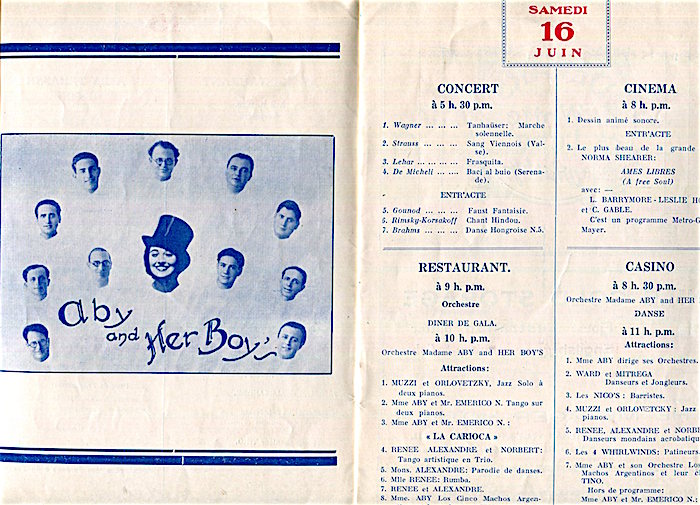 Aby
and Her Boy's
SAMEDI
16
JUIN
CONCERT
à 5 h. 30 p.m.
1. Wagner ... ... ... Tanhaüser: Marche
solennelle.
2. Strauss ... ... ... Sang Viennois (Val-
se).
3. Lehar ... ... ... ... Frasquita.
4. De Micheli ... ... Baci al buio (Serena-
de).
ENTR'ACTE
5. Gounod ... ... ... Faust Fantaisie.
6. Rimsky-Korsakoff Chant Hindou.
7. Brahms ... ... ... Danse Hongroise N.5.
CINEMA
à 8 h. p.m.
1. Dessin animé sonore.
ENTR'ACTE
2. Le plus beau de la grande
NORMA SHEARER:
AMES LIBRES
(A free Soul)
avec: —
L. BARRYMORE - LESLIE HO
et C. GABLE.
C'est un programme Metro-G
Mayer.
RESTAURANT.
à 9 h. p.m.
Orchestre
DINER DE GALA.
à 10 h. p.m.
Orchestre Madame ABY and HER BOY'S
Attractions:
1. MUZZI et ORLOVETZKY, Jazz Solo à
deux pianos.
2. Mme ABY et Mr. EMERICO N. Tango sur
deux pianos.
3. Mme ABY et Mr. EMERICO N. :
« LA CARIOCA »
4. RENEE ALEXANDRE et NORBERT:
Tango artistique en Trio.
5. Mons. ALEXANDRE: Parodie de danses.
6. Mlle RENEE: Rumba.
7. RENEE et ALEXANDRE.
8. Mme. ABY Los Cinco Machos Argen-
CASINO
à 8 h. 30 p.m.
Orchestre Madame ABY and HER
DANSE
à 11 h. p.m.
Attractions:
1. Mme ABY dirige ses Orchestres.
2. WARD et MITREGA
Danseurs et Jongleurs.
3. Les NICO'S : Barristes.
4. MUZZI et ORLOVETCKY : Jazz
pianos.
5. RENEE, ALEXANDRE et NORB
Danseurs mondains acrobatiqu
6. Les 4 WHIRLWINDS: Patineurs.
7. Mme ABY et son Orchestre Los
Machos Argentinos et leur c
TINO.
Hors de programme:
Mme ABY et Mr. EMERICO N. :